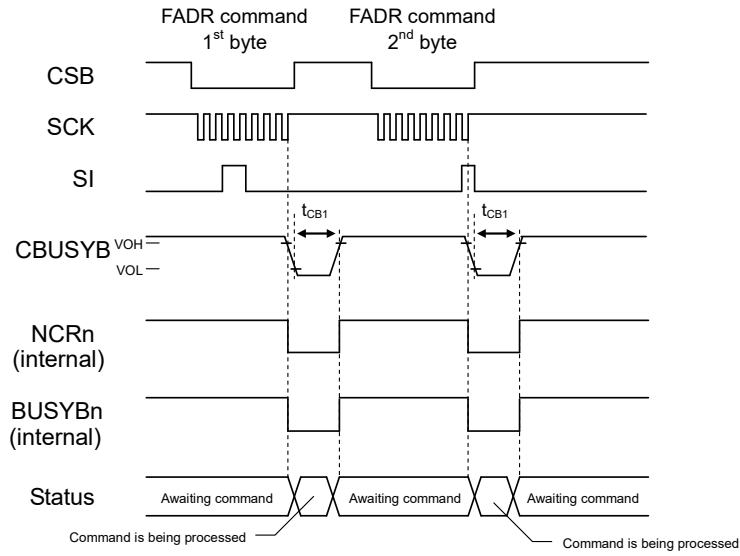 FADR command
1st byte
FADR command
2nd byte
CSB
SCK
SI
tCB1
tCB1
CBUSYB
VOH
VOL
NCRn
(internal)
BUSYBn
(internal)
Status
Awaiting command
Awaiting command
Awaiting command
Command is being processed
Command is being processed